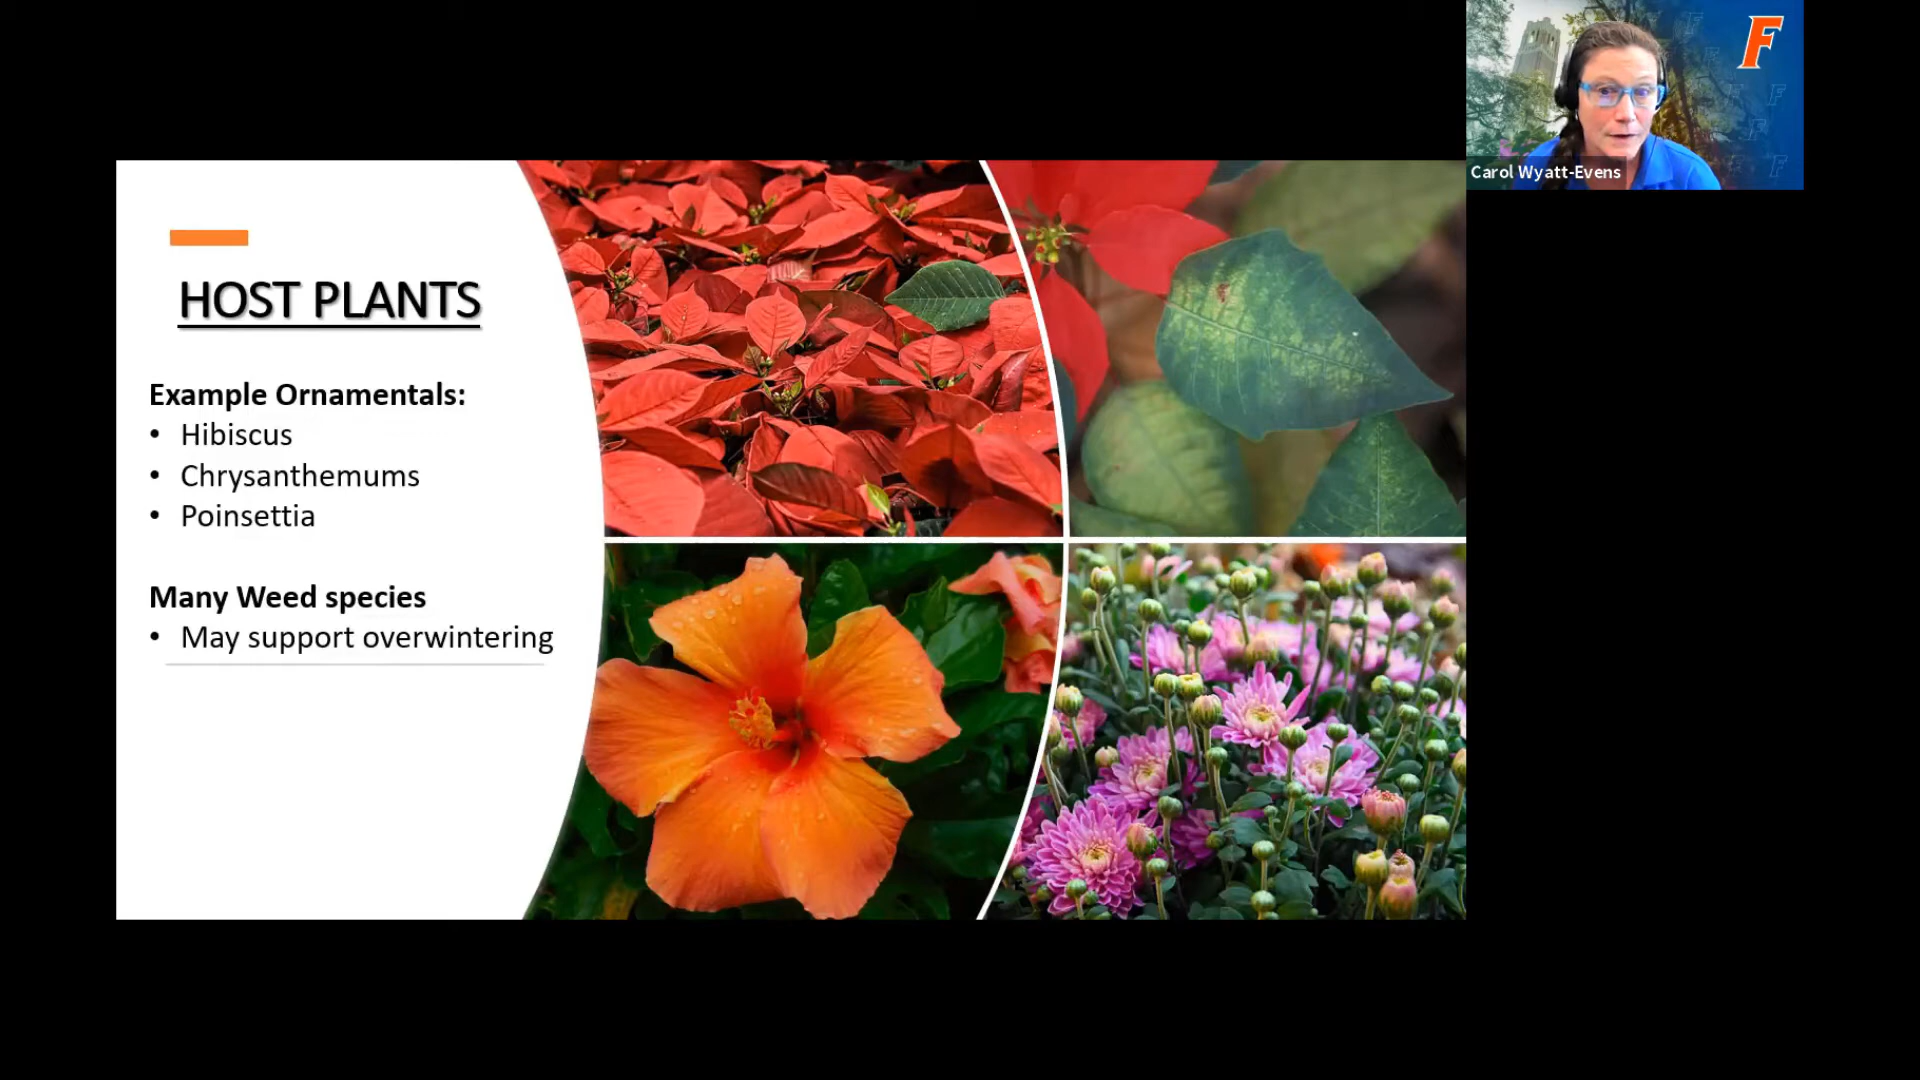 F
Carol Wyatt-Evens
HOST PLANTS
Example Ornamentals:
• Hibiscus
• Chrysanthemums
• Poinsettia
Many Weed species
• May support overwintering